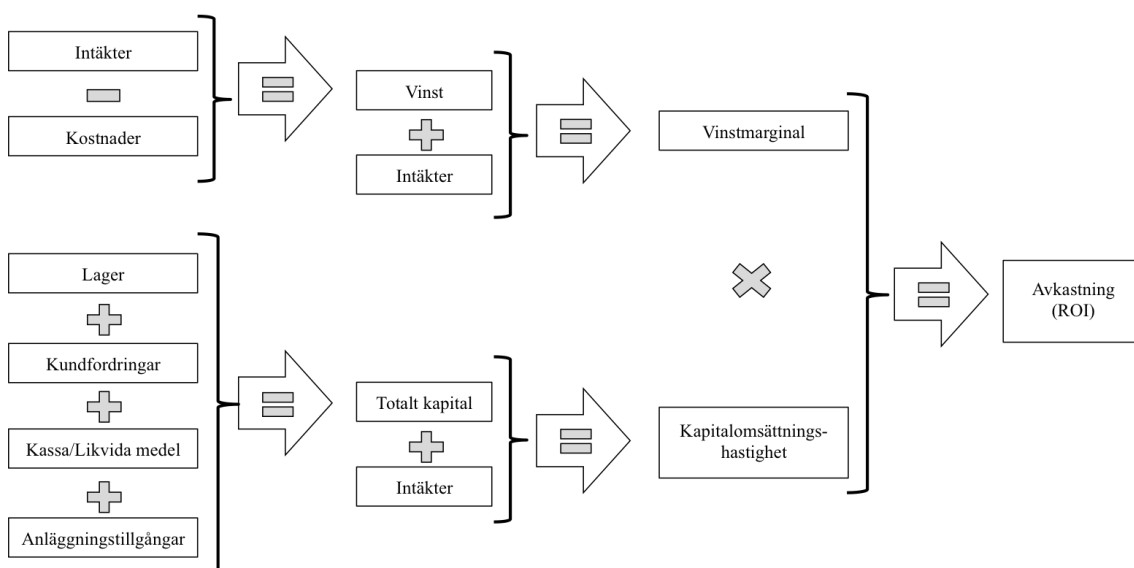 Intäkter
Kostnader
Vinst
Intäkter
Vinstmarginal
Lager
Kundfordringar
Kassa/Likvida medel
Anläggningstillgångar
Totalt kapital
Intäkter
Kapitalomsättnings-
hastighet
Avkastning
(ROI)